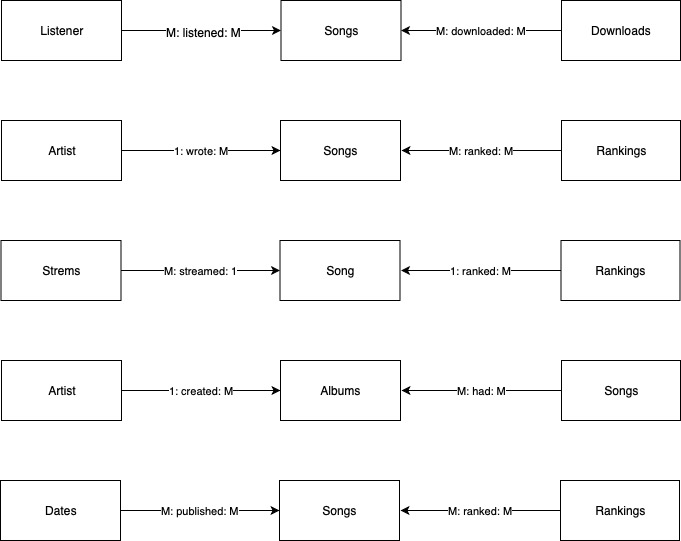 Listener M: listened: M Songs M: downloaded: M Downloads
Artist 1: wrote: M Songs M: ranked: M Rankings
Strems M: streamed: 1 Song 1: ranked: M Rankings
Artist 1: created: M Albums M: had: M Songs
Dates M: published: M Songs M: ranked: M Rankings